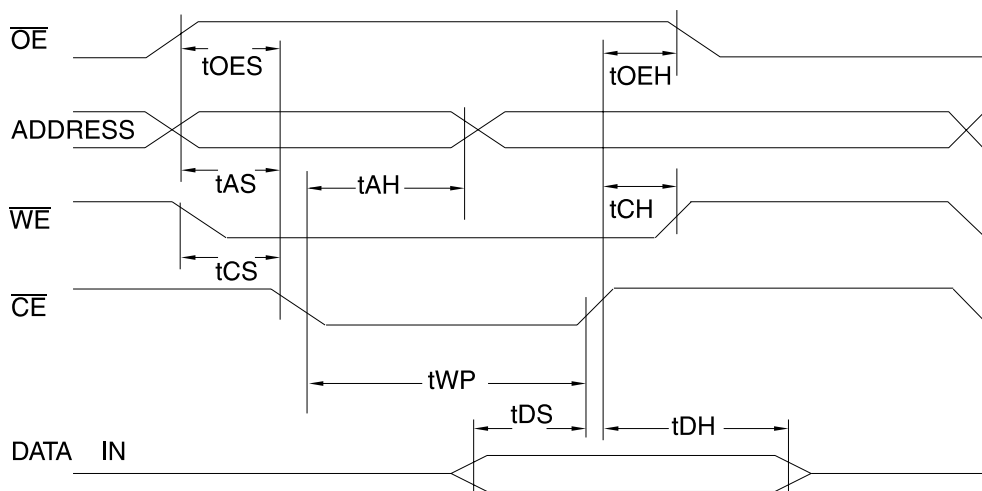 OE
tOES
tOEH
ADDRESS
tAS
tAH
tCH
WE
tCS
CE
tWP
tDS
tDH
DATA IN